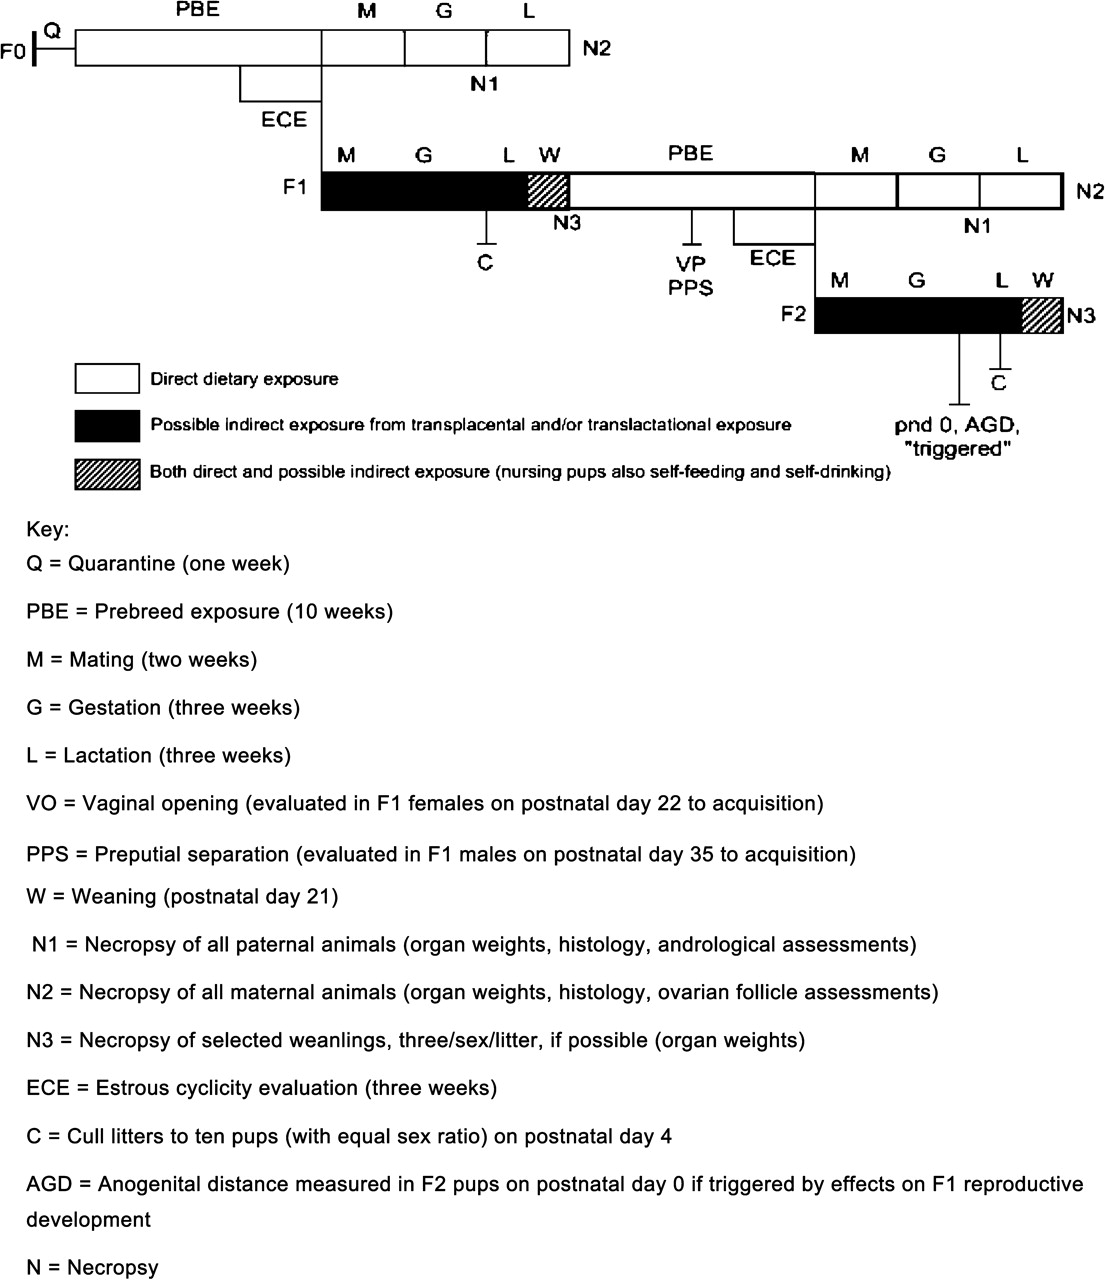 PBE M G L
F0 Q N2
N1
ECE
M G L W PBE M G L
F1 N2
N3 N1
C VP ECE
PPS
M G L W
F2 N3
Direct dietary exposure
C
Possible indirect exposure from transplacental and/or translactational exposure
pnd 0, AGD,
"triggered"
Both direct and possible indirect exposure (nursing pups also self-feeding and self-drinking)
Key:
Q = Quarantine (one week)
PBE = Prebreed exposure (10 weeks)
M = Mating (two weeks)
G = Gestation (three weeks)
L = Lactation (three weeks)
VO = Vaginal opening (evaluated in F1 females on postnatal day 22 to acquisition)
PPS = Preputial separation (evaluated in F1 males on postnatal day 35 to acquisition)
W = Weaning (postnatal day 21)
N1 = Necropsy of all paternal animals (organ weights, histology, andrological assessments)
N2 = Necropsy of all maternal animals (organ weights, histology, ovarian follicle assessments)
N3 = Necropsy of selected weanlings, three/sex/litter, if possible (organ weights)
ECE = Estrous cyclicity evaluation (three weeks)
C = Cull litters to ten pups (with equal sex ratio) on postnatal day 4
AGD = Anogenital distance measured in F2 pups on postnatal day 0 if triggered by effects on F1 reproductive
development
N = Necropsy